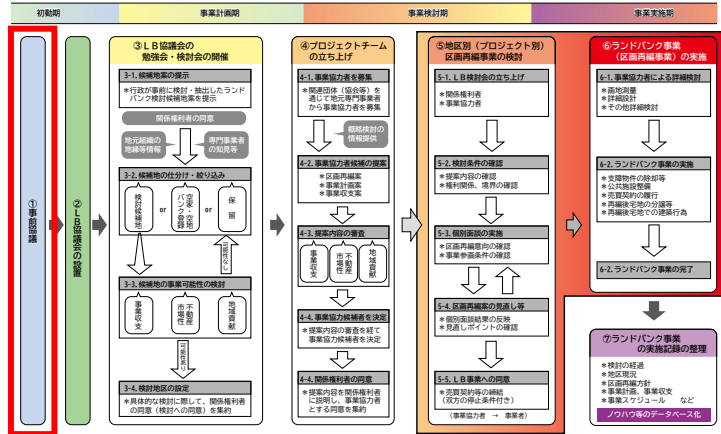 初動期
事業計画期
事業検討期
事業実施期
①事前協議
②LB協議会の設置
③LB協議会の
勉強会・検討会の開催
3-1. 候補地案の提示
＊行政が事前に検討・抽出したランド
バンク検討候補地案を提示
関係権利者の同意
地元組織の
地縁等情報
専門事業者
の知見等
3-2. 候補地の仕分け・絞り込み
検討候補地
or
空家・空地
バンク登録
or
保留
可能性なし
3-3. 候補地の事業可能性の検討
事業収支
不動産
市場性
地域貢献
可能性あり
3-4. 検討地区の設定
＊具体的な検討に際して、関係権利者
の同意（検討への同意）を集約
④プロジェクトチーム
の立ち上げ
4-1. 事業協力者を募集
＊関連団体（協会等）を
通じて地元専門事業者
から事業協力者を募集
概略検討の
情報提供
4-2. 事業協力者候補の提案
＊区画再編案
＊事業計画案
＊事業収支案
4-3. 提案内容の審査
事業収支
不動産
市場性
地域貢献
4-4. 事業協力候補者を決定
＊提案内容の審査を経て
事業協力候補者を決定
4-4. 関係権利者の同意
＊提案内容を関係権利者
に説明し、事業協力者
とする同意を集約
⑤地区別（プロジェクト別）
区画再編事業の検討
5-1. LB検討会の立ち上げ
＊関係権利者
＊事業協力者
5-2. 検討条件の確認
＊提案内容の確認
＊権利関係、境界の確認
5-3. 個別面談の実施
＊区画再編意向の確認
＊事業参画条件の確認
5-4. 区画再編案の見直し等
＊個別面談結果の反映
＊見直しポイントの確認
5-5. LB事業への同意
＊売買契約等の締結
（双方の停止条件付き）
（事業協力者 → 事業者）
⑥ランドバンク事業
（区画再編事業）の実施
6-1. 事業協力者による詳細検討
＊画地測量
＊詳細設計
＊その他詳細検討
6-2. ランドバンク事業の実施
＊支障物件の除却等
＊公共施設整備
＊売買契約の履行
＊再編後宅地の分譲等
＊再編後宅地での建築行為
6-2. ランドバンク事業の完了
⑦ランドバンク事業
の実施記録の整理
＊検討の経過
＊地区現況
＊区画再編方針
＊事業計画、事業収支
＊事業スケジュール など
ノウハウ等のデータベース化